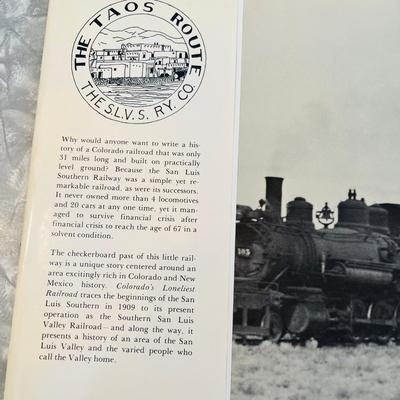 THE TAOS ROUTE
THE S.L.V.S. RY. CO.
Why would anyone want to write a his-
tory of a Colorado railroad that was only
31 miles long and built on practically
level ground? Because the San Luis
Southern Railway was a simple yet re-
markable railroad, as were its successors.
It never owned more than 4 locomotives
and 20 cars at any one time, yet it man-
aged to survive financial crisis after
financial crisis to reach the age of 67 in a
solvent condition.
The checkerboard past of this little rail-
way is a unique story centered around an
area excitingly rich in Colorado and New
Mexico history. Colorado's Loneliest
Railroad traces the beginnings of the San
Luis Southern in 1909 to its present
operation as the Southern San Luis
Valley Railroad—and along the way, it
presents a history of an area of the San
Luis Valley and the varied people who
call the Valley home.
105